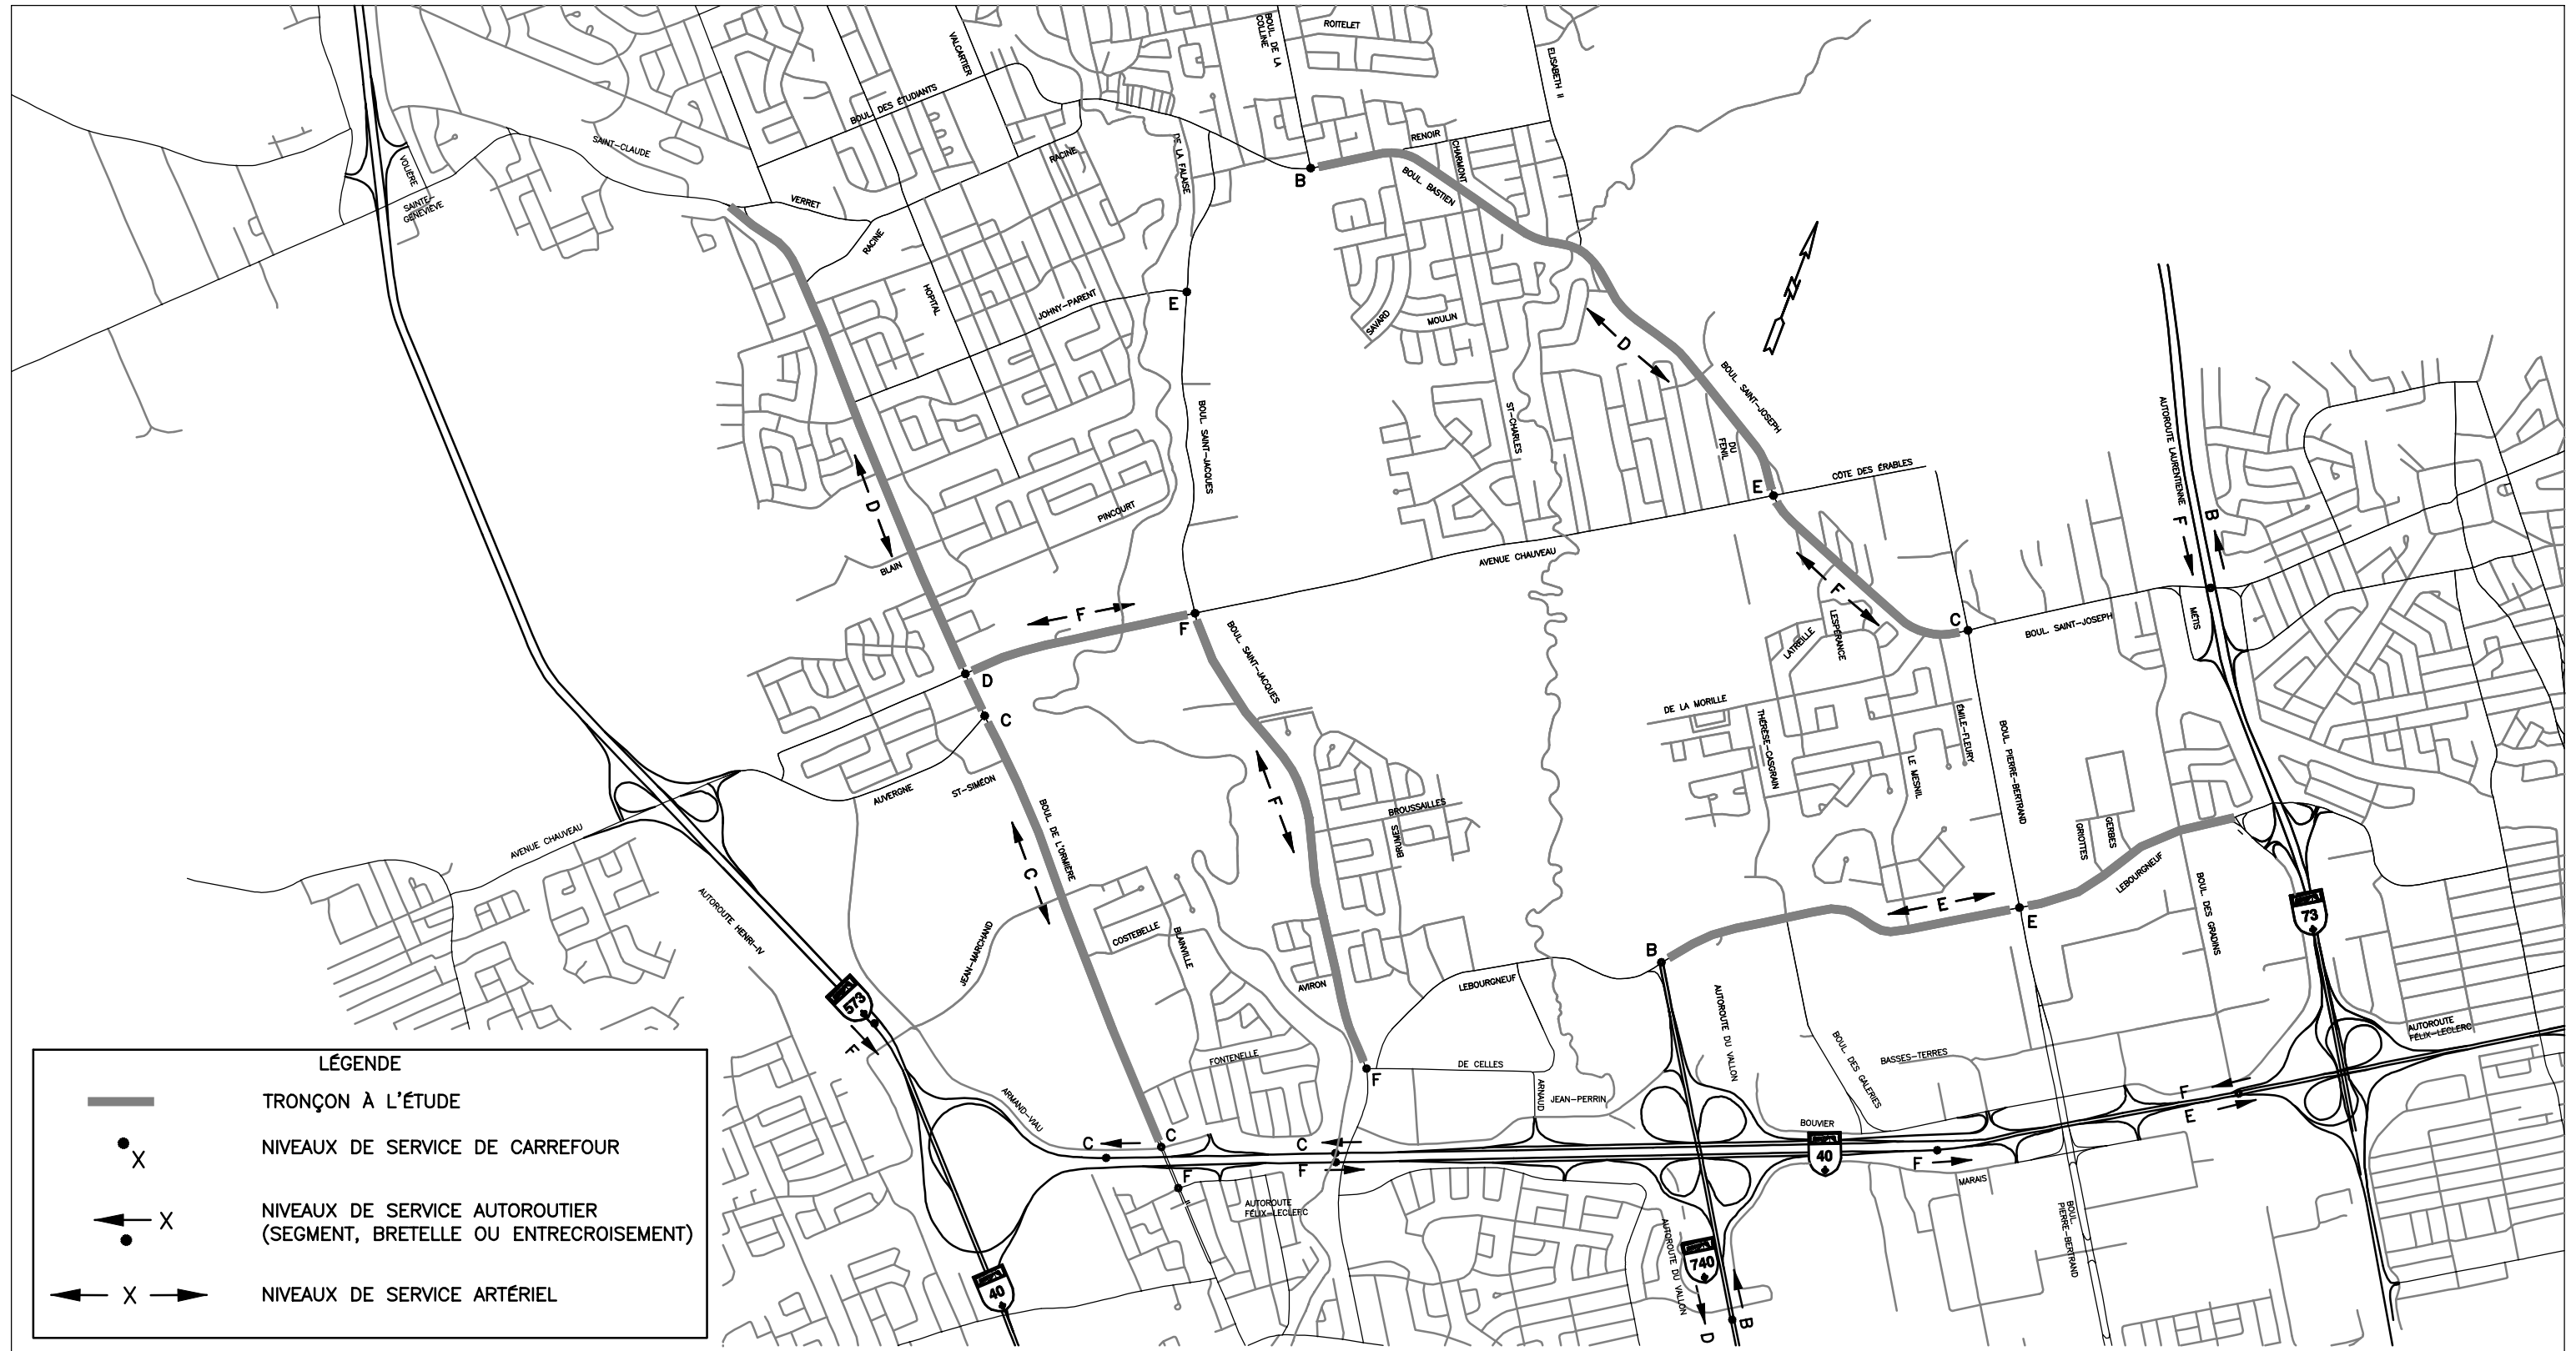 BOUL. DE LA
COLLINE
ROITELET
ELISABETH II
VALCARTIER
BOUL. DES ÉTUDIANTS
SAINT-CLAUDE
VOLIÈRE
SAINTE-
GENEVIÈVE
VERRET
RACINE
RACINE
DE LA FALAISE
B
RENOIR
CHARMONT
BOUL. BASTIEN
HOPITAL
JOHNY-PARENT
E
SAVARD
MOULIN
D
N
BOUL. SAINT-JOSEPH
BOUL. SAINT-JACQUES
ST-CHARLES
DU
FENIL
AUTOROUTE LAURENTIENNE
F
B
D
PINCOURT
BLAIN
E
CÔTE DES ÉRABLES
AVENUE CHAUVEAU
F
F
F
C
LESPÉRANCE
LATREILLE
BOUL. SAINT-JOSEPH
MÉTIS
D
C
BOUL. SAINT-JACQUES
DE LA MORILLE
THÉRÈSE-CASGRAIN
ÉMILE-FLEURY
LE MESNIL
BOUL. PIERRE-BERTRAND
AUVERGNE
ST-SIMÉON
BOUL. DE L'ORMIÈRE
F
BROUSSAILLES
BRUMES
C
AVENUE CHAUVEAU
AUTOROUTE HENRI-IV
GRIOTTES
GERBES
LEBOURGNEUF
BOUL. DES GRADINS
E
E
73
B
JEAN-MARCHAND
COSTEBELLE
BLAINVILLE
AVIRON
LEBOURGNEUF
AUTOROUTE DU VALLON
573
F
FONTENELLE
F
DE CELLES
ARNAUD
JEAN-PERRIN
BOUL. DES GALERIES
BASSES-TERRES
AUTOROUTE
FÉLIX-LECLERC
ARMAND-VIAU
C
C
C
F
F
BOUVIER
40
F
MARAIS
F
E
AUTOROUTE
FÉLIX-LECLERC
AUTOROUTE DU VALLON
740
D
B
BOUL.
PIERRE-BERTRAND
40
LÉGENDE
TRONÇON À L'ÉTUDE
X NIVEAUX DE SERVICE DE CARREFOUR
X NIVEAUX DE SERVICE AUTOROUTIER
(SEGMENT, BRETELLE OU ENTRECROISEMENT)
X NIVEAUX DE SERVICE ARTÉRIEL